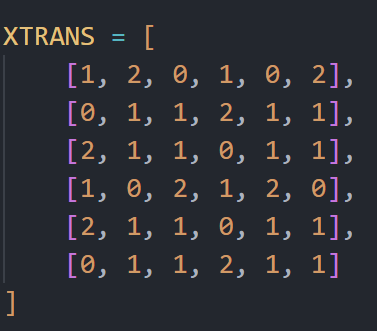 XTRANS = [
    [1, 2, 0, 1, 0, 2],
    [0, 1, 1, 2, 1, 1],
    [2, 1, 1, 0, 1, 1],
    [1, 0, 2, 1, 2, 0],
    [2, 1, 1, 0, 1, 1],
    [0, 1, 1, 2, 1, 1]
]